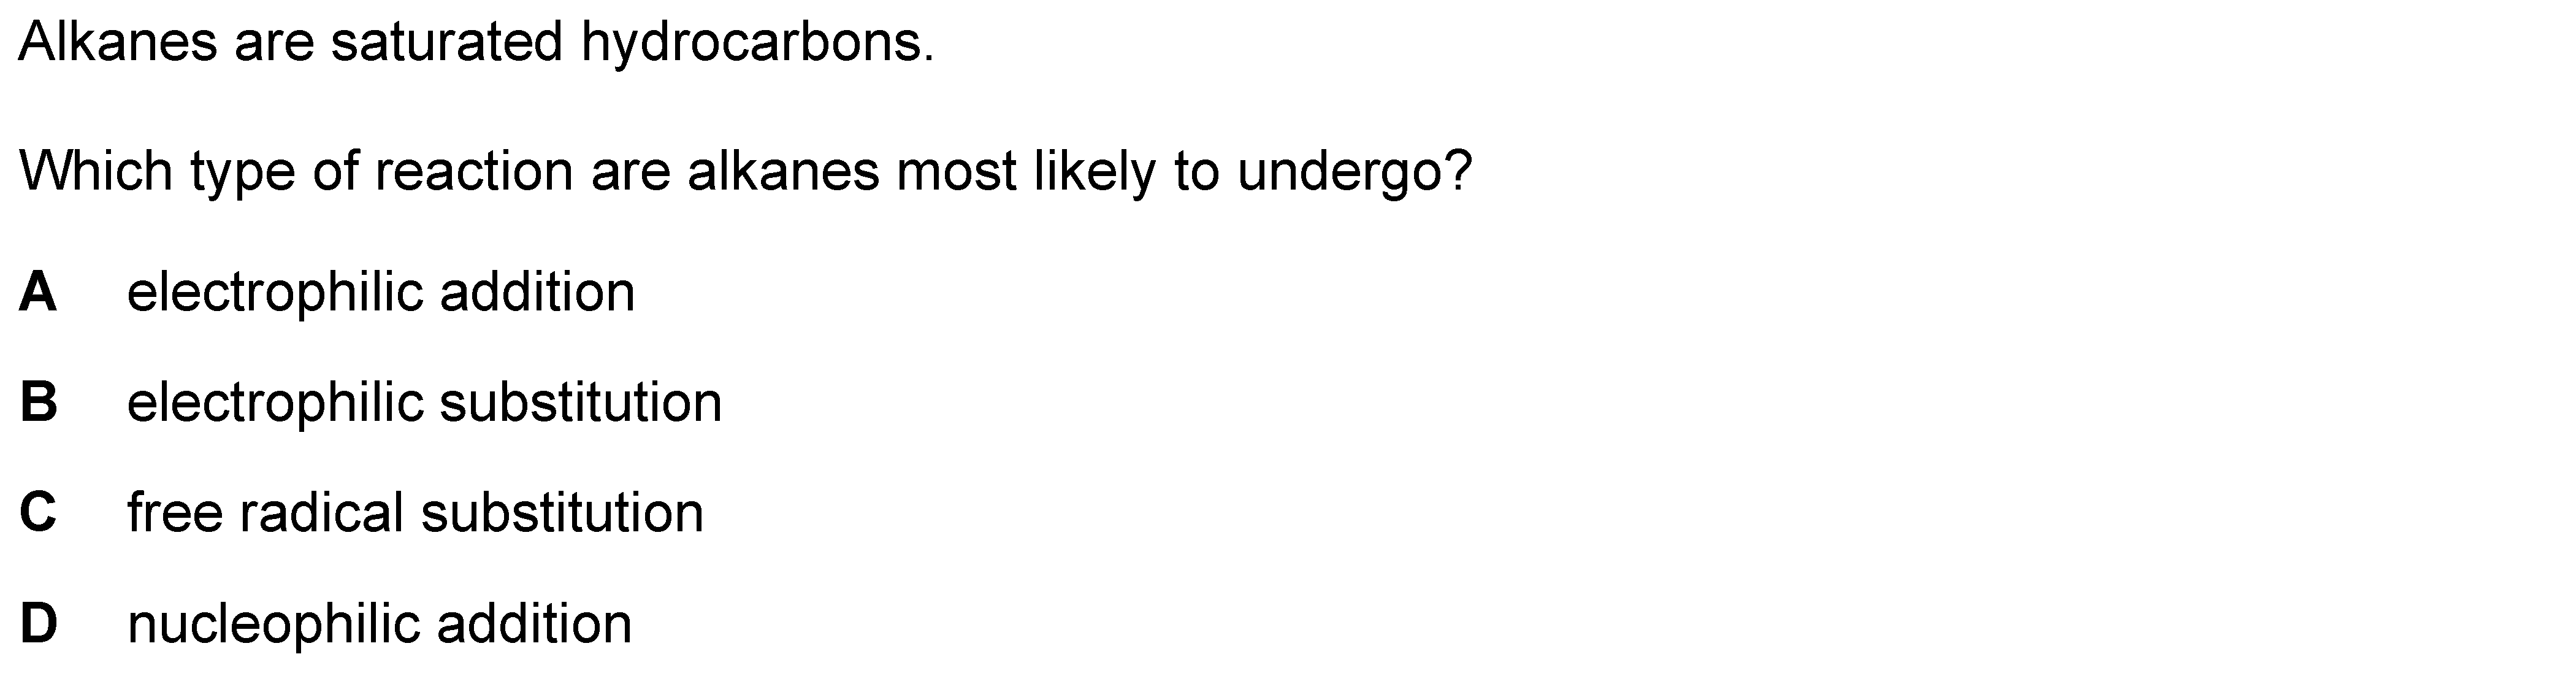 Alkanes are saturated hydrocarbons.
Which type of reaction are alkanes most likely to undergo?
A electrophilic addition
B electrophilic substitution
C free radical substitution
D nucleophilic addition